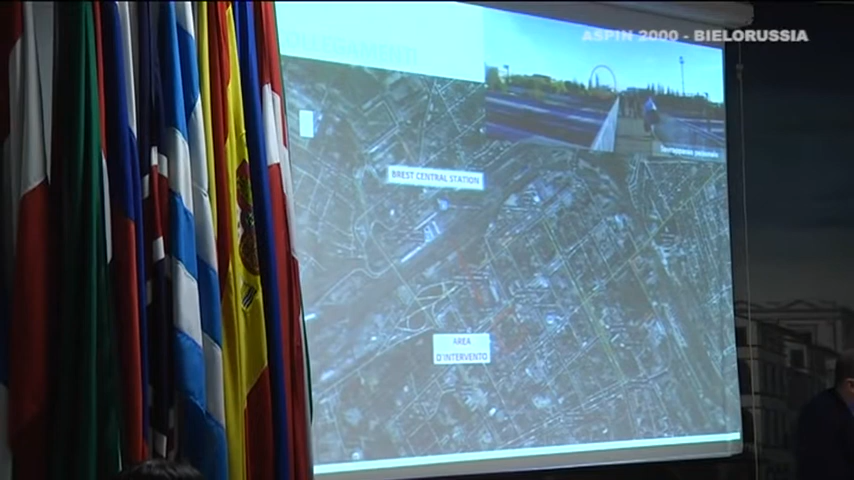 ASPIN 2000 - BIELORUSSIA
BREST CENTRAL STATION
AREA
D'INTERVENTO